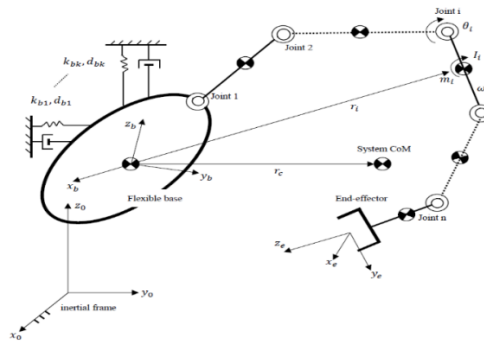 Joint i
θ_i
Joint 2
k_bk, d_bk
I_i
m_i
ω
k_b1, d_b1
Joint 1
r_i
z_b
System CoM
x_b
y_b
r_c
Flexible base
End-effector
z_0
Joint n
z_e
x_e
y_e
y_0
inertial frame
x_0